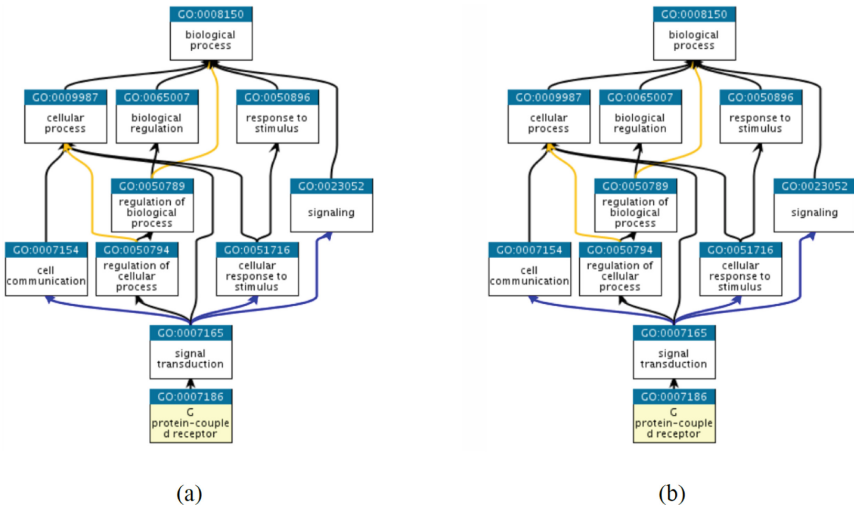 GO:0008150
biological
process
GO:0009987
cellular
process
GO:0065007
biological
regulation
GO:0050896
response to
stimulus
GO:0050789
regulation of
biological
process
GO:0023052
signaling
GO:0007154
cell
communication
GO:0050794
regulation of
cellular
process
GO:0051716
cellular
response to
stimulus
GO:0007165
signal
transduction
GO:0007186
G
protein-couple
d receptor
(a)
GO:0008150
biological
process
GO:0009987
cellular
process
GO:0065007
biological
regulation
GO:0050896
response to
stimulus
GO:0050789
regulation of
biological
process
GO:0023052
signaling
GO:0007154
cell
communication
GO:0050794
regulation of
cellular
process
GO:0051716
cellular
response to
stimulus
GO:0007165
signal
transduction
GO:0007186
G
protein-couple
d receptor
(b)